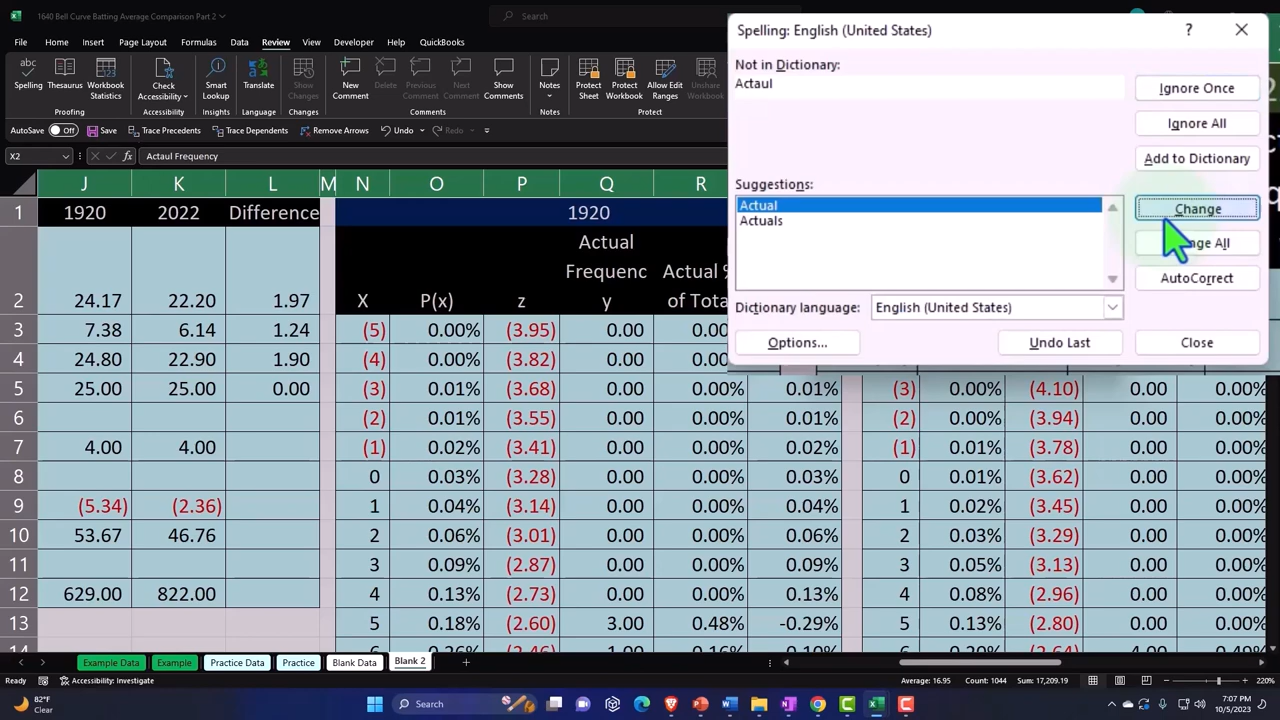 1640 Bell Curve Batting Average Comparison Part 2
Search
File Home Insert Page Layout Formulas Data Review Insert View Developer Help QuickBooks
Spelling Thesaurus Workbook Statistics Check Accessibility Smart Lookup Translate Show Changes New Comment Delete Previous Comment Next Comment Show Comments Notes Protect Sheet Protect Workbook Allow Edit Ranges
Proofing Accessibility Insights Language Changes Comments Notes Protect
AutoSave Off Save Trace Precedents Trace Dependents Remove Arrows Undo Redo
X2 fx Actaul Frequency
J K L M N O P Q R
1 1920 2022 Difference 1920
2 24.17 22.20 1.97 X P(x) z Actual Frequenc y Actual % of Total
3 7.38 6.14 1.24 (5) 0.00% (3.95) 0.00 0.00%
4 24.80 22.90 1.90 (4) 0.00% (3.82) 0.00 0.00%
5 25.00 25.00 0.00 (3) 0.01% (3.68) 0.00 0.00% 0.01% (3) 0.00% (4.10) 0.00 0.00%
6 (2) 0.01% (3.55) 0.00 0.00% 0.01% (2) 0.00% (3.94) 0.00 0.00%
7 4.00 4.00 (1) 0.02% (3.41) 0.00 0.00% 0.02% (1) 0.01% (3.78) 0.00 0.00%
8 0 0.03% (3.28) 0.00 0.00% 0.03% 0 0.01% (3.62) 0.00 0.00%
9 (5.34) (2.36) 1 0.04% (3.14) 0.00 0.00% 0.04% 1 0.02% (3.45) 0.00 0.00%
10 53.67 46.76 2 0.06% (3.01) 0.00 0.00% 0.06% 2 0.03% (3.29) 0.00 0.00%
11 3 0.09% (2.87) 0.00 0.00% 0.09% 3 0.05% (3.13) 0.00 0.00%
12 629.00 822.00 4 0.13% (2.73) 0.00 0.00% 0.13% 4 0.08% (2.96) 0.00 0.00%
13 5 0.18% (2.60) 3.00 0.48% -0.29% 5 0.13% (2.80) 0.00 0.00%
Spelling: English (United States) ?
Not in Dictionary:
Actaul
Ignore Once
Ignore All
Add to Dictionary
Suggestions:
Actual
Actuals
Change
AutoCorrect
Dictionary language: English (United States)
Options... Undo Last Close
Example Data Example Practice Data Practice Blank Data Blank 2
Ready Accessibility: Investigate Average: 16.95 Count: 1044 Sum: 17,209.19 220%
82°F
Clear
Search
7:07 PM
10/5/2023